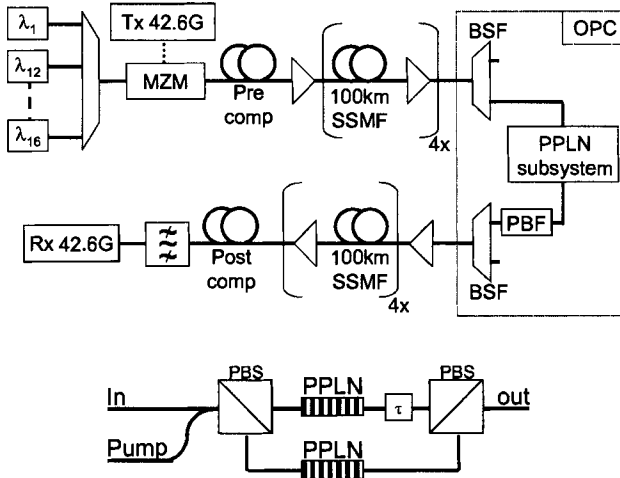 λ1
Tx 42.6G
OPC
BSF
λ12
MZM
Pre
comp
100km
SSMF
4x
λ16
PPLN
subsystem
PBF
Rx 42.6G
Post
comp
100km
SSMF
4x
BSF
PBS
PPLN
PBS
In
τ
out
Pump
PPLN